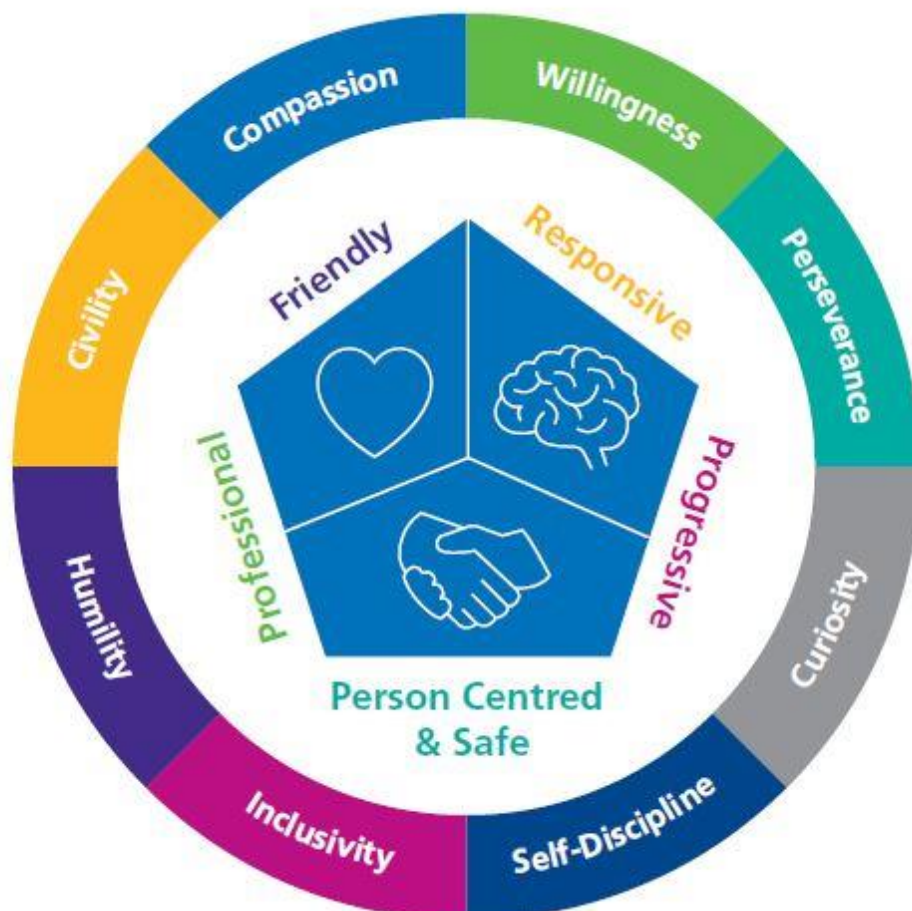 Compassion
Willingness
Perseverance
Curiosity
Self-Discipline
Inclusivity
Humility
Civility
Friendly
Responsive
Progressive
Person Centred
& Safe
Professional